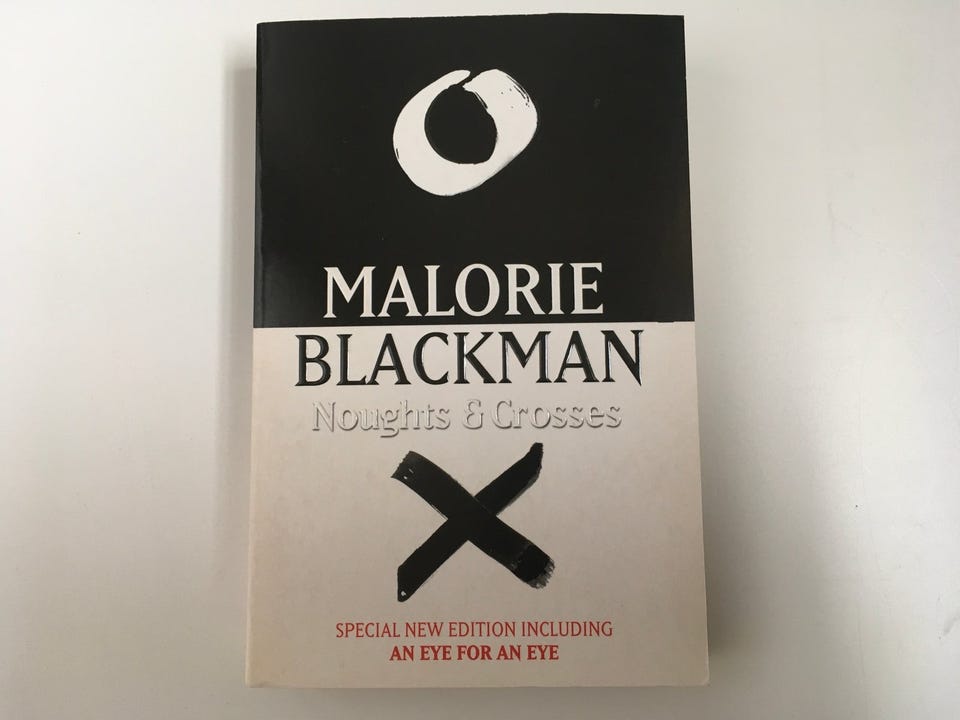 MALORIE
BLACKMAN
Noughts & Crosses
SPECIAL NEW EDITION INCLUDING
AN EYE FOR AN EYE